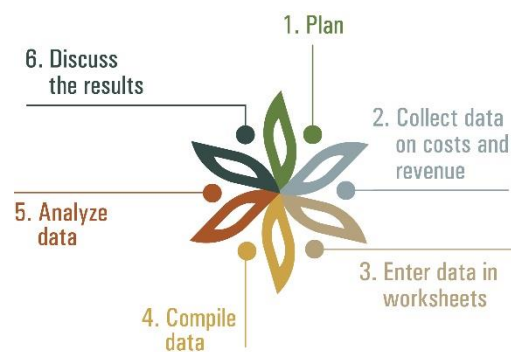 1. Plan
2. Collect data
on costs and
revenue
3. Enter data in
worksheets
4. Compile
data
5. Analyze
data
6. Discuss
the results